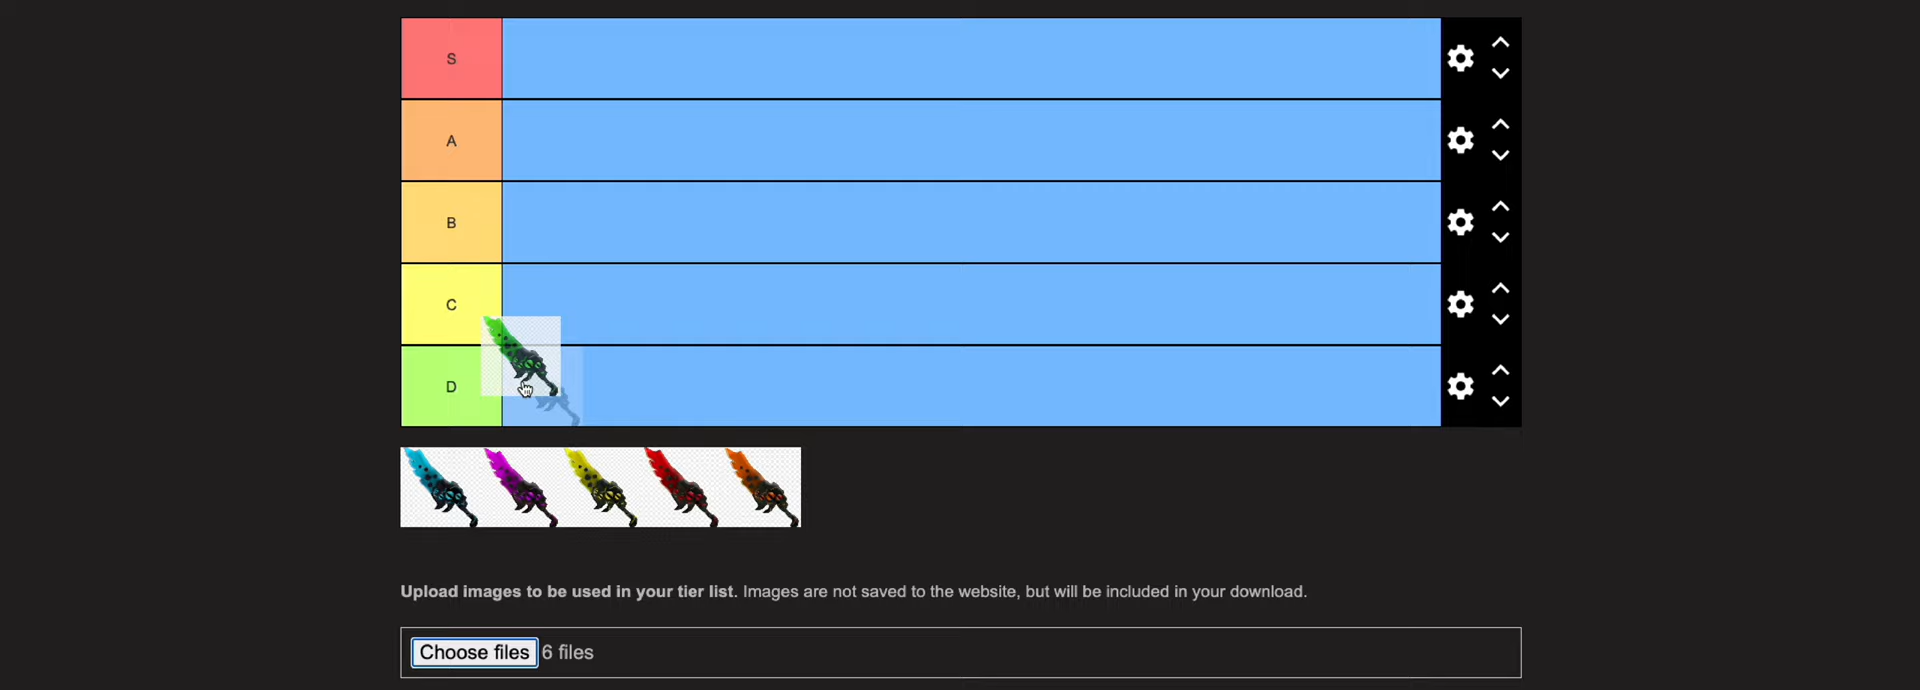 S
A
B
C
D
Upload images to be used in your tier list. Images are not saved to the website, but will be included in your download.
Choose files 6 files